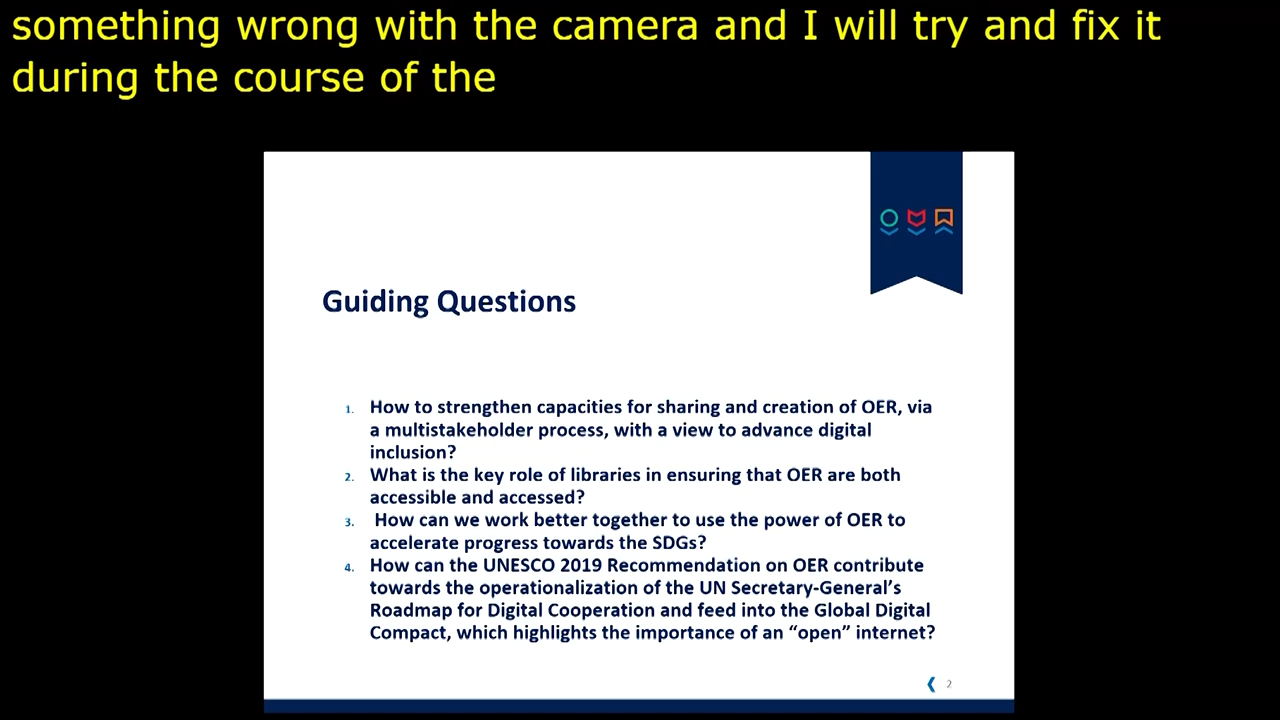 something wrong with the camera and I will try and fix it
during the course of the
Guiding Questions
1. How to strengthen capacities for sharing and creation of OER, via
a multistakeholder process, with a view to advance digital
inclusion?
2. What is the key role of libraries in ensuring that OER are both
accessible and accessed?
3. How can we work better together to use the power of OER to
accelerate progress towards the SDGs?
4. How can the UNESCO 2019 Recommendation on OER contribute
towards the operationalization of the UN Secretary-General’s
Roadmap for Digital Cooperation and feed into the Global Digital
Compact, which highlights the importance of an “open” internet?
2